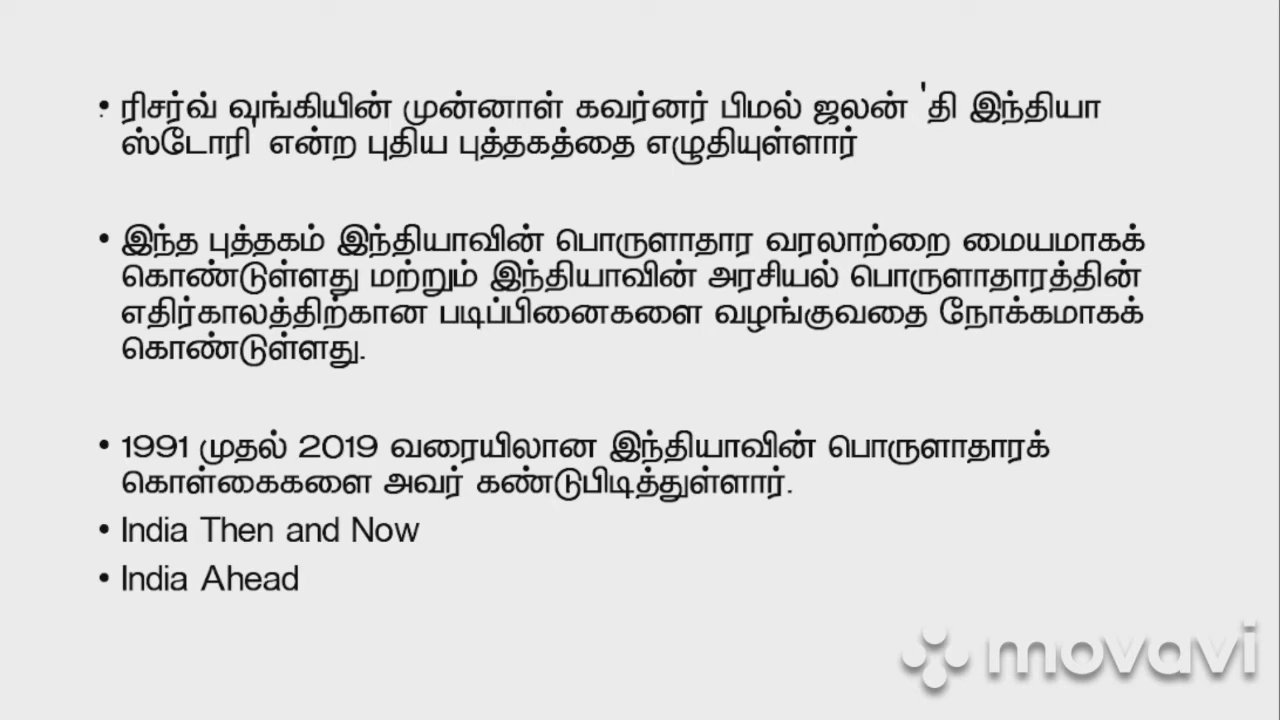 • ரிசர்வ் வங்கியின் முன்னாள் கவர்னர் பிமல் ஜலன் 'தி இந்தியா
ஸ்டோரி' என்ற புதிய புத்தகத்தை எழுதியுள்ளார்
• இந்த புத்தகம் இந்தியாவின் பொருளாதார வரலாற்றை மையமாகக்
கொண்டுள்ளது மற்றும் இந்தியாவின் அரசியல் பொருளாதாரத்தின்
எதிர்காலத்திற்கான படிப்பினைகளை வழங்குவதை நோக்கமாகக்
கொண்டுள்ளது.
• 1991 முதல் 2019 வரையிலான இந்தியாவின் பொருளாதாரக்
கொள்கைகளை அவர் கண்டுபிடித்துள்ளார்.
• India Then and Now
• India Ahead
movavi